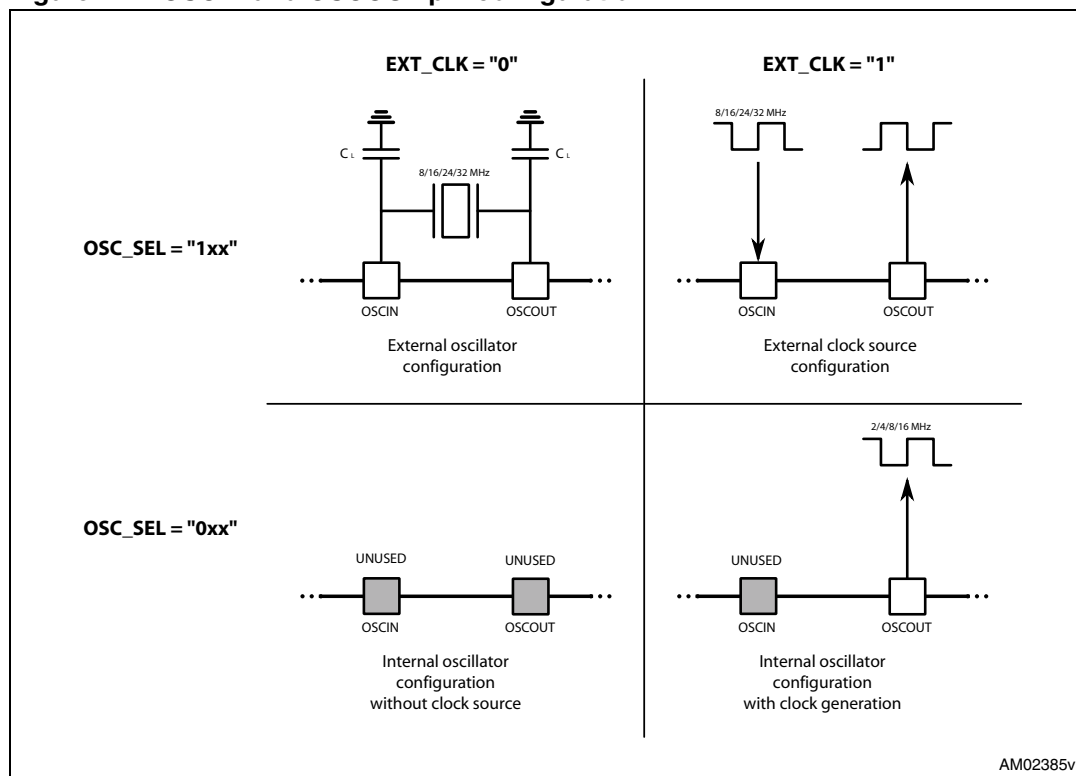 EXT_CLK = "0"
EXT_CLK = "1"
8/16/24/32 MHz
C L
C L
8/16/24/32 MHz
OSC_SEL = "1xx"
OSCIN
OSCOUT
OSCIN
OSCOUT
External oscillator
configuration
External clock source
configuration
2/4/8/16 MHz
OSC_SEL = "0xx"
UNUSED
UNUSED
UNUSED
OSCIN
OSCOUT
OSCIN
OSCOUT
Internal oscillator
configuration
without clock source
Internal oscillator
configuration
with clock generation
AM02385v